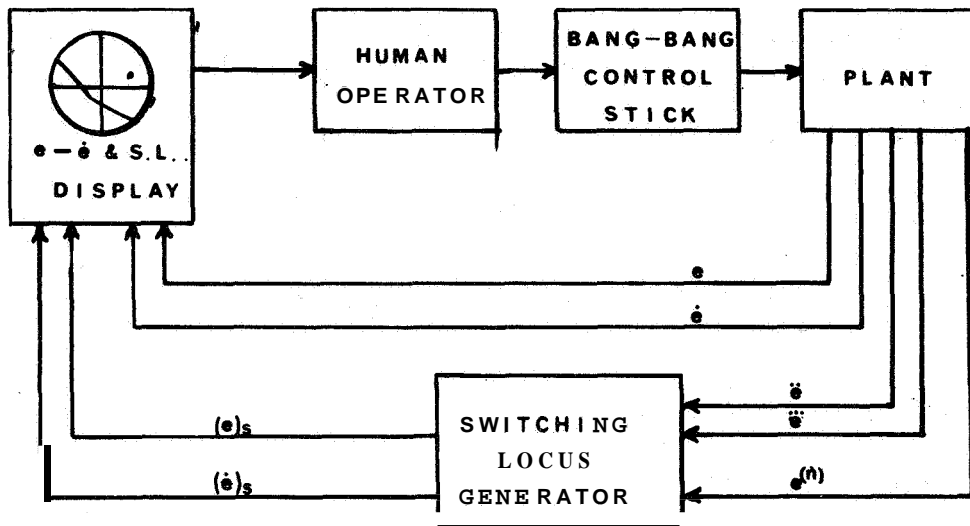 e – ė & S.L..
DISPLAY
HUMAN
OPERATOR
BANG-BANG
CONTROL
STICK
PLANT
e
ė
ë
e⃛
e(n)
SWITCHING
LOCUS
GENERATOR
(e)s
(ė)s